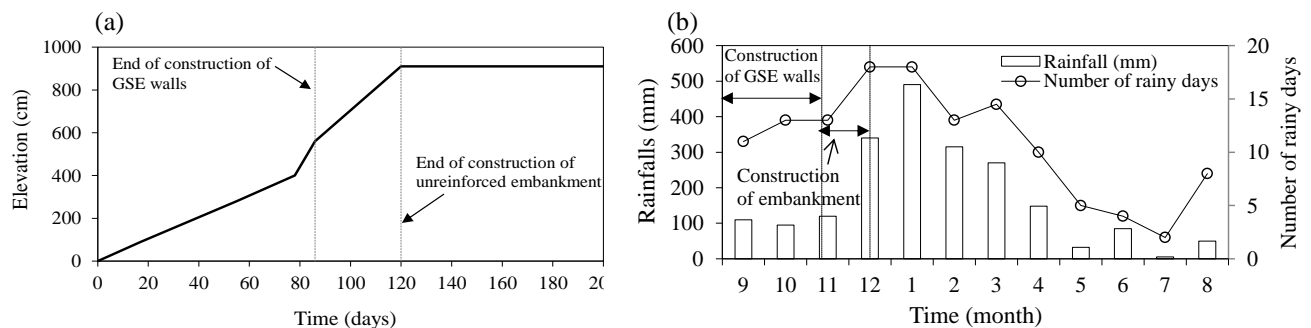 (a)
1000
800
600
400
200
0
Elevation (cm)
End of construction of
GSE walls
End of construction of
unreinforced embankment
0 20 40 60 80 100 120 140 160 180 20
Time (days)
(b)
600
500
400
300
200
100
0
Rainfalls (mm)
Construction
of GSE walls
Construction
of embankment
Rainfall (mm)
Number of rainy days
20
15
10
5
0
Number of rainy days
9 10 11 12 1 2 3 4 5 6 7 8
Time (month)